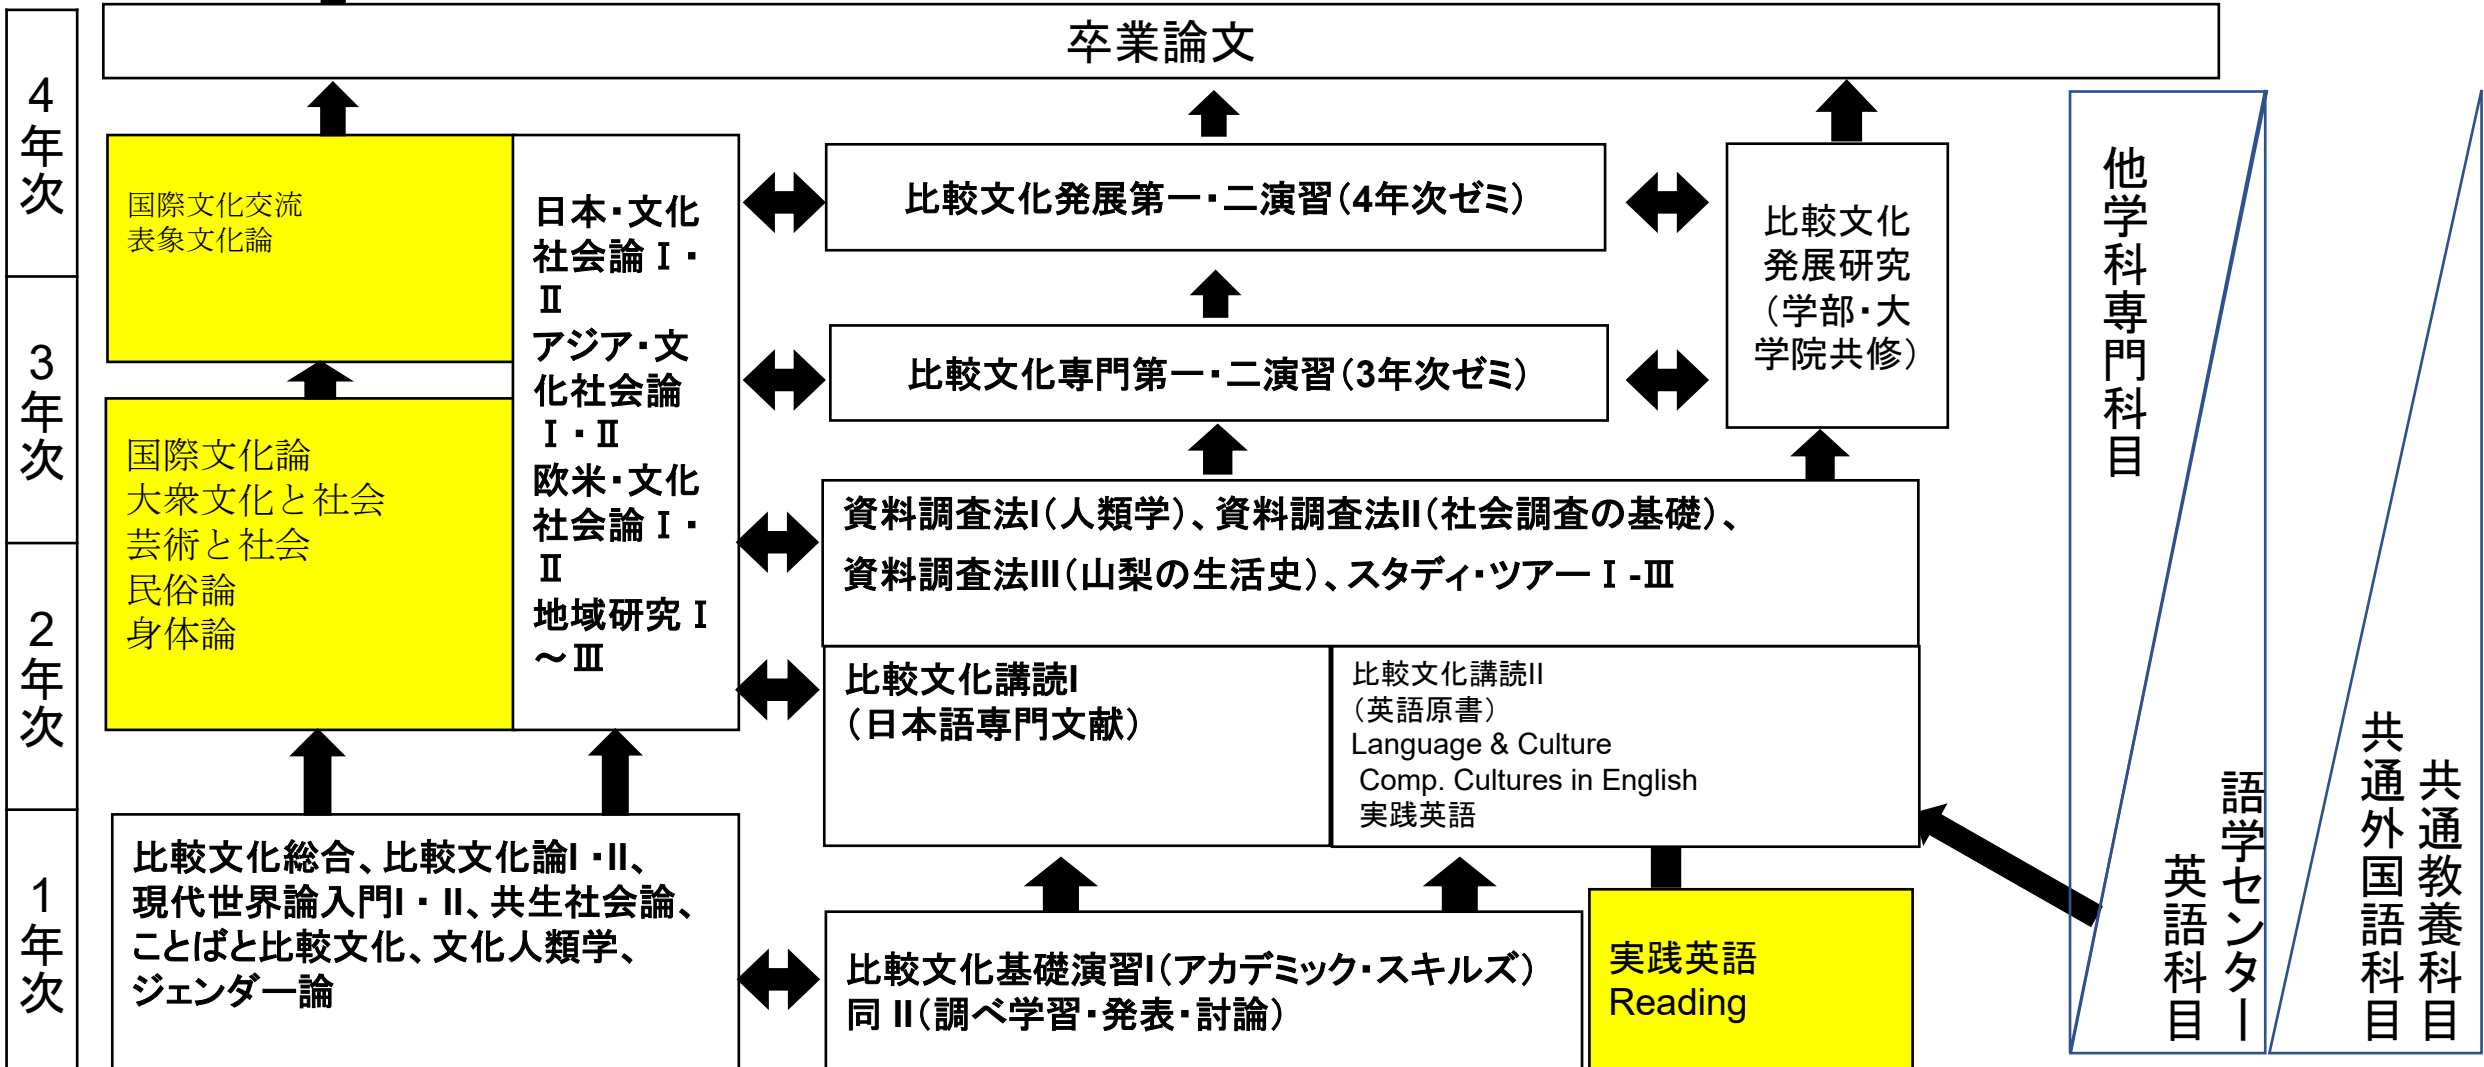 卒業論文
4年次
3年次
2年次
1年次
国際文化交流
表象文化論
日本・文化
社会論Ⅰ・
Ⅱ
アジア・文
化社会論
Ⅰ・Ⅱ
欧米・文化
社会論Ⅰ・
Ⅱ
地域研究Ⅰ
～Ⅲ
比較文化発展第一・二演習（4年次ゼミ）
比較文化専門第一・二演習（3年次ゼミ）
比較文化
発展研究
（学部・大
学院共修）
国際文化論
大衆文化と社会
芸術と社会
民俗論
身体論
資料調査法I（人類学）、資料調査法II（社会調査の基礎）、
資料調査法III（山梨の生活史）、スタディ・ツアーⅠ-Ⅲ
比較文化講読I
（日本語専門文献）
比較文化講読II
（英語原書）
Language & Culture
Comp. Cultures in English
実践英語
比較文化総合、比較文化論I・II、
現代世界論入門I・II、共生社会論、
ことばと比較文化、文化人類学、
ジェンダー論
比較文化基礎演習I（アカデミック・スキルズ）
同 II（調べ学習・発表・討論）
実践英語
Reading
他学科専門科目
語学センター
英語科目
共通教養科目
共通外国語科目